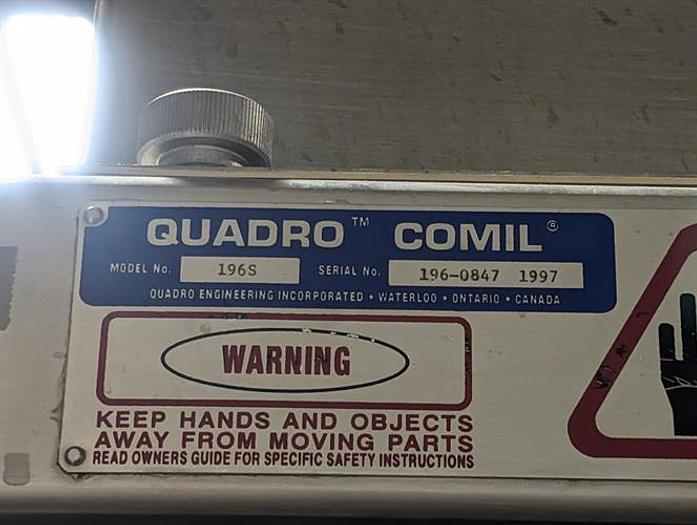 QUADRO™ COMIL®
MODEL No. 196S SERIAL No. 196-0847 1997
QUADRO ENGINEERING INCORPORATED • WATERLOO • ONTARIO • CANADA
WARNING
KEEP HANDS AND OBJECTS
AWAY FROM MOVING PARTS
READ OWNERS GUIDE FOR SPECIFIC SAFETY INSTRUCTIONS